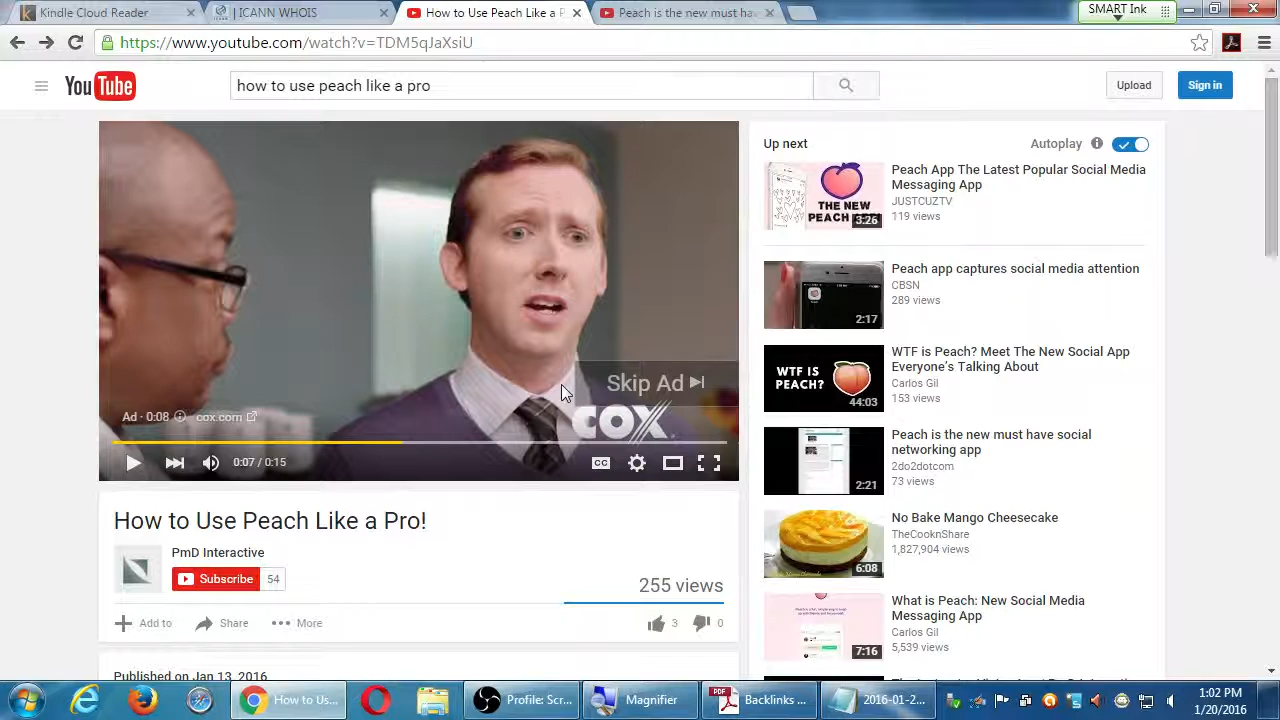 Kindle Cloud Reader
| ICANN WHOIS
How to Use Peach Like a P
Peach is the new must hav
SMART Ink
https://www.youtube.com/watch?v=TDM5qJaXsiU
YouTube
how to use peach like a pro
Upload
Sign in
Skip Ad
Ad · 0:08
cox.com
COX
CC
0:07 / 0:15
How to Use Peach Like a Pro!
PmD Interactive
Subscribe
54
255 views
Add to
Share
More
3
0
Published on Jan 13, 2016
Up next
Autoplay
THE NEW
PEACH
3:26
Peach App The Latest Popular Social Media
Messaging App
JUSTCUZTV
119 views
2:17
Peach app captures social media attention
CBSN
289 views
WTF IS
PEACH?
44:03
WTF is Peach? Meet The New Social App
Everyone's Talking About
Carlos Gil
153 views
2:21
Peach is the new must have social
networking app
2do2dotcom
73 views
6:08
No Bake Mango Cheesecake
TheCooknShare
1,827,904 views
7:16
What is Peach: New Social Media
Messaging App
Carlos Gil
5,539 views
How to Us...
Profile: Scr...
Magnifier
PDF
Backlinks ...
2016-01-2...
1:02 PM
1/20/2016